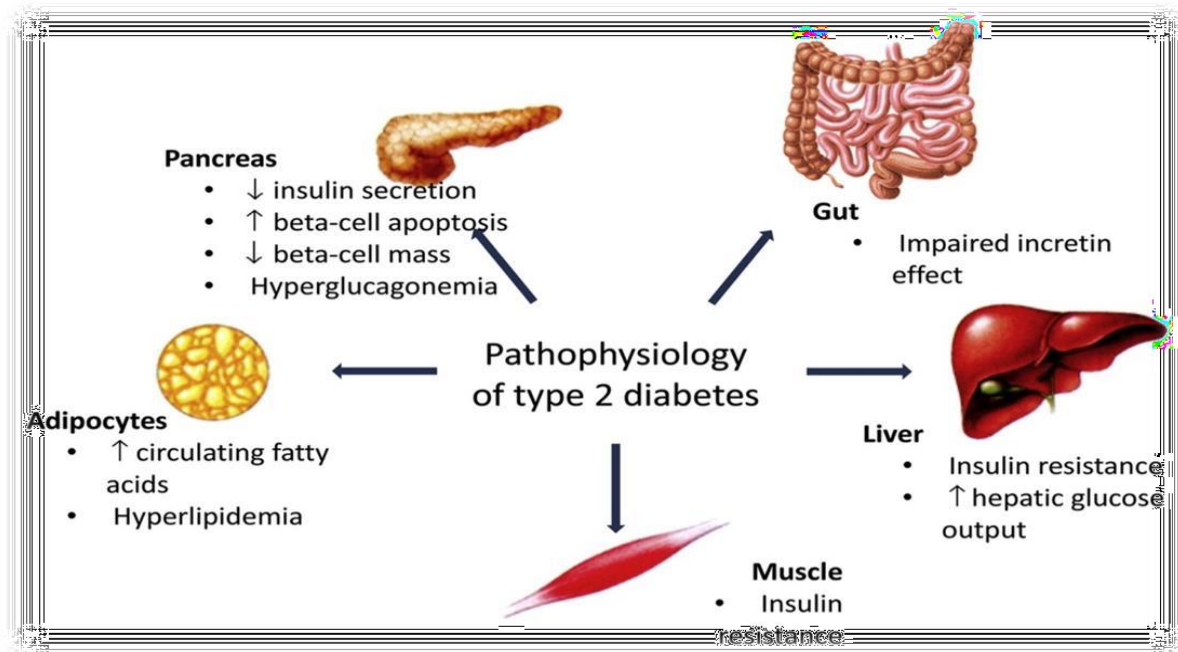 Pancreas
• ↓ insulin secretion
• ↑ beta-cell apoptosis
• ↓ beta-cell mass
• Hyperglucagonemia
Gut
• Impaired incretin
effect
Pathophysiology
of type 2 diabetes
Adipocytes
• ↑ circulating fatty
acids
• Hyperlipidemia
Liver
• Insulin resistance
• ↑ hepatic glucose
output
Muscle
• Insulin
resistance